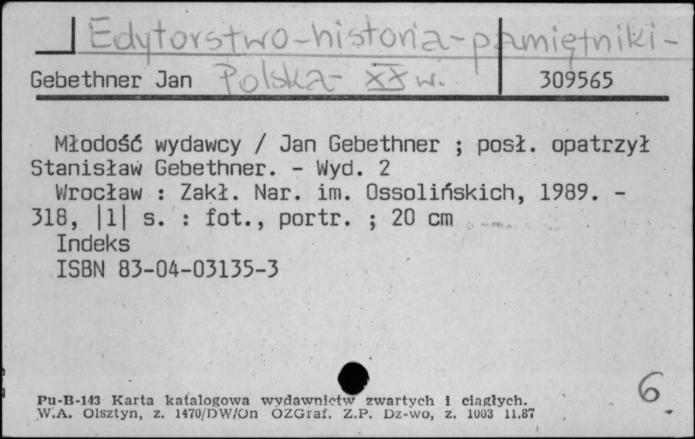 Edytorstwo-historia-pamiętniki-
Gebethner Jan Polska- XX w. 309565
Młodość wydawcy / Jan Gebethner ; posł. opatrzył
Stanisław Gebethner. - Wyd. 2
Wrocław : Zakł. Nar. im. Ossolińskich, 1989. -
318, |1| s. : fot., portr. ; 20 cm
Indeks
ISBN 83-04-03135-3
6
Pu-B-143 Karta katalogowa wydawnictw zwartych i ciągłych.
W.A. Olsztyn, z. 1470/DW/On OZGraf. Z.P. Dz-wo, z. 1003 11.87